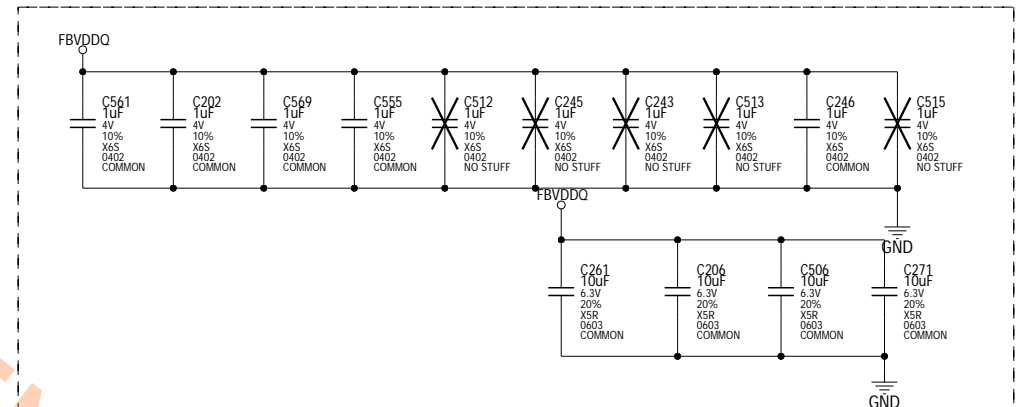 FBVDDQ
C561
1uF
4V
10%
X6S
0402
COMMON
C202
1uF
4V
10%
X6S
0402
COMMON
C569
1uF
4V
10%
X6S
0402
COMMON
C555
1uF
4V
10%
X6S
0402
COMMON
C512
1uF
4V
10%
X6S
0402
NO STUFF
C245
1uF
4V
10%
X6S
0402
NO STUFF
C243
1uF
4V
10%
X6S
0402
NO STUFF
C513
1uF
4V
10%
X6S
0402
NO STUFF
C246
1uF
4V
10%
X6S
0402
COMMON
C515
1uF
4V
10%
X6S
0402
NO STUFF
GND
FBVDDQ
C261
10uF
6.3V
20%
X5R
0603
COMMON
C206
10uF
6.3V
20%
X5R
0603
COMMON
C506
10uF
6.3V
20%
X5R
0603
COMMON
C271
10uF
6.3V
20%
X5R
0603
COMMON
GND